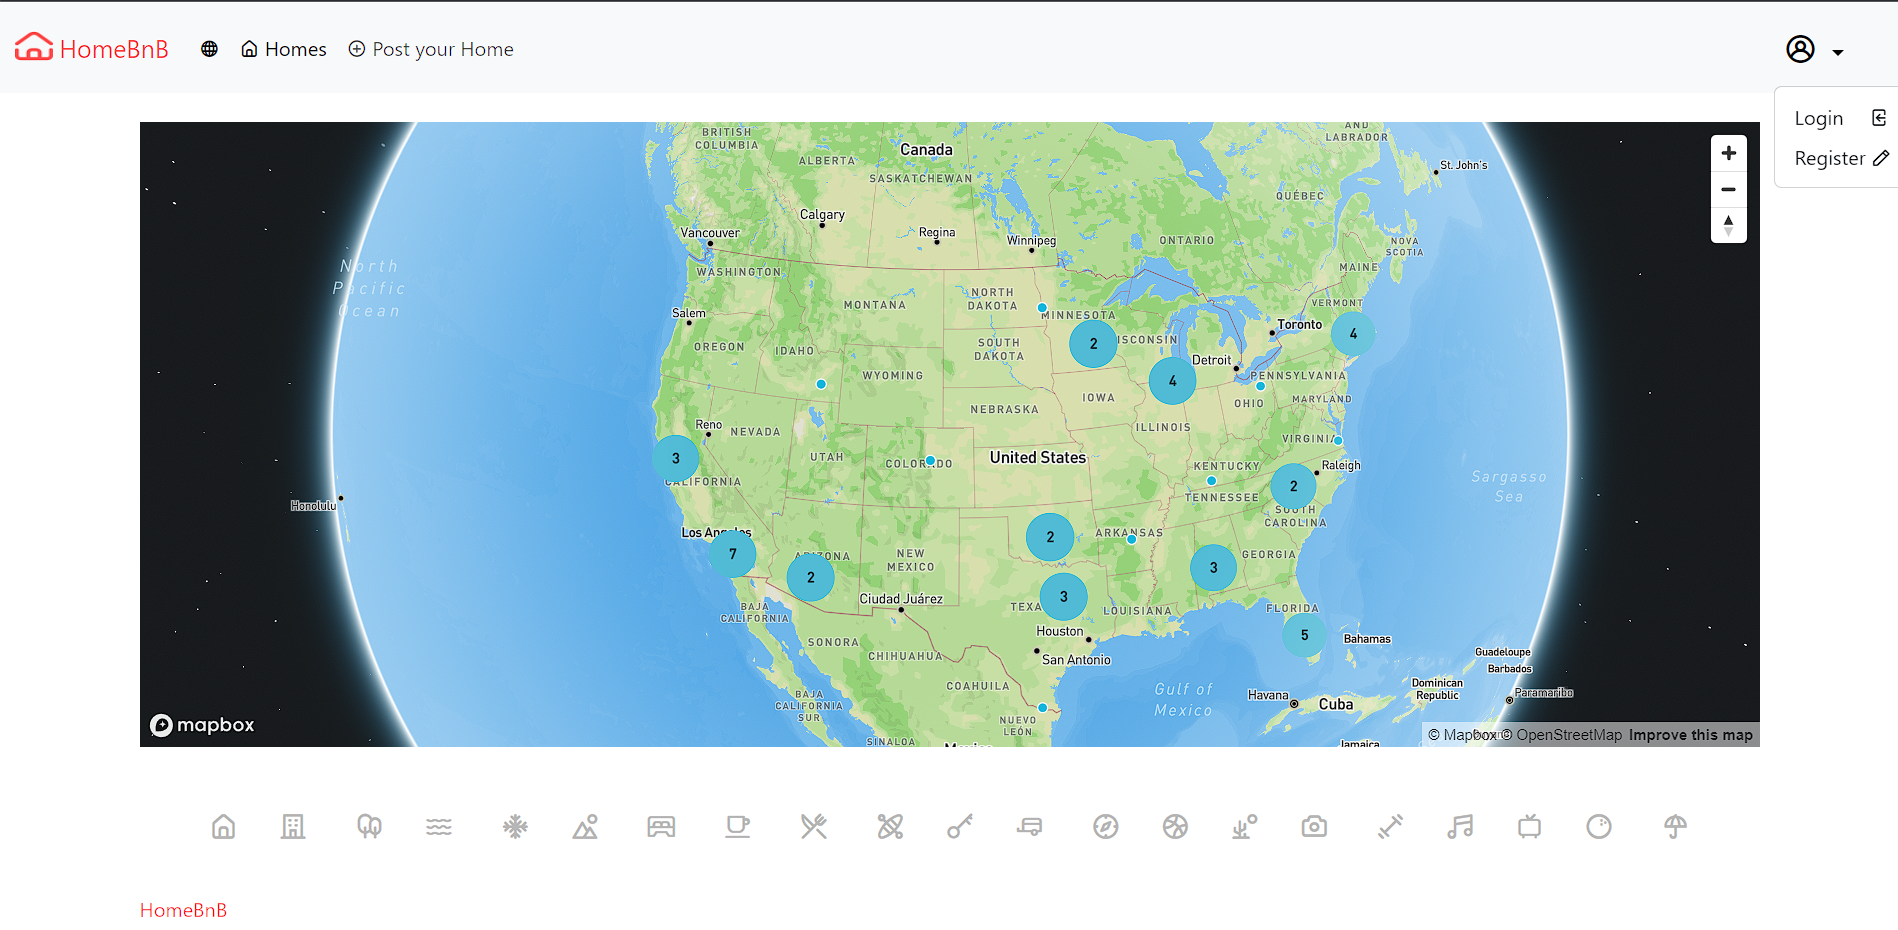 HomeBnB
Homes
Post your Home
Login
Register
BRITISH
COLUMBIA
ALBERTA
Canada
SASKATCHEWAN
AND
LABRADOR
St. John's
QUÉBEC
Calgary
Vancouver
Regina
Winnipeg
ONTARIO
NOVA
SCOTIA
North
Pacific
Ocean
WASHINGTON
MAINE
MONTANA
NORTH
DAKOTA
MINNESOTA
VERMONT
Salem
Toronto
4
OREGON
IDAHO
SOUTH
DAKOTA
2
ISCONSIN
Detroit
WYOMING
4
PENNSYLVANIA
NEBRASKA
IOWA
OHIO
MARYLAND
Reno
NEVADA
ILLINOIS
VIRGINIA
3
UTAH
COLORADO
United States
KENTUCKY
Raleigh
CALIFORNIA
TENNESSEE
2
Sargasso
Sea
Honolulu
SOUTH
CAROLINA
Los Angeles
7
ARIZONA
2
NEW
MEXICO
2
ARKANSAS
3
GEORGIA
BAJA
CALIFORNIA
Ciudad Juárez
TEXA
3
LOUISIANA
FLORIDA
SONORA
CHIHUAHUA
Houston
5
Bahamas
San Antonio
Guadeloupe
Barbados
COAHUILA
Gulf of
Mexico
Havana
Cuba
Dominican
Republic
Paramaribo
BAJA
CALIFORNIA
SUR
NUEVO
LEÓN
SINALOA
Mexico
Jamaica
mapbox
© Mapbox © OpenStreetMap Improve this map
HomeBnB